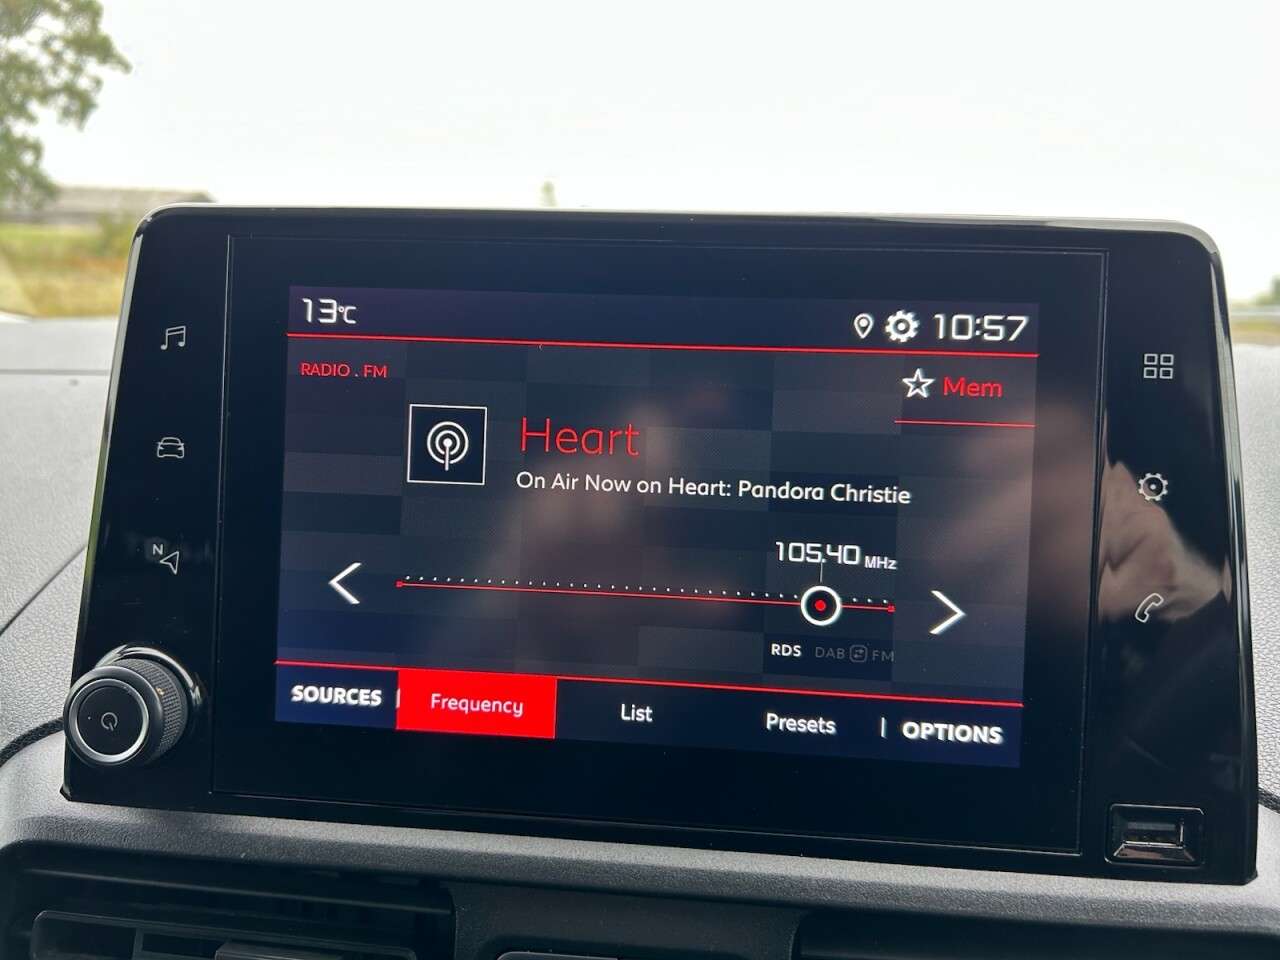 13°C
10:57
RADIO . FM
Mem
Heart
On Air Now on Heart: Pandora Christie
105.40 MHz
RDS DAB FM
SOURCES Frequency List Presets OPTIONS
N